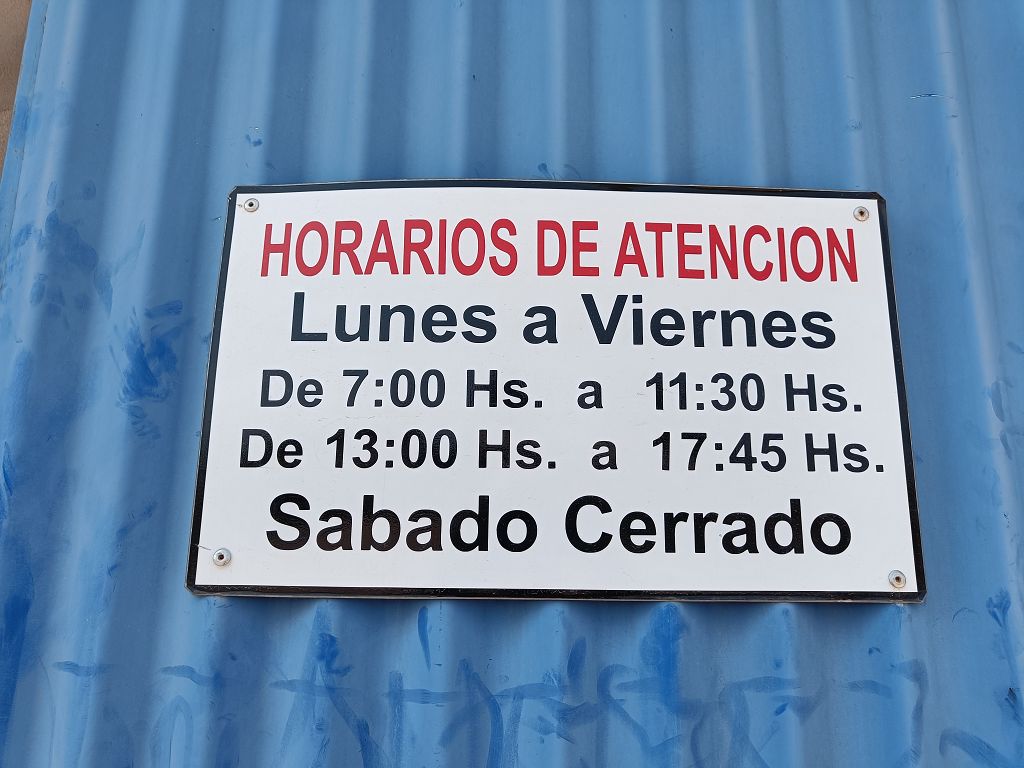 HORARIOS DE ATENCION
Lunes a Viernes
De 7:00 Hs. a 11:30 Hs.
De 13:00 Hs. a 17:45 Hs.
Sabado Cerrado